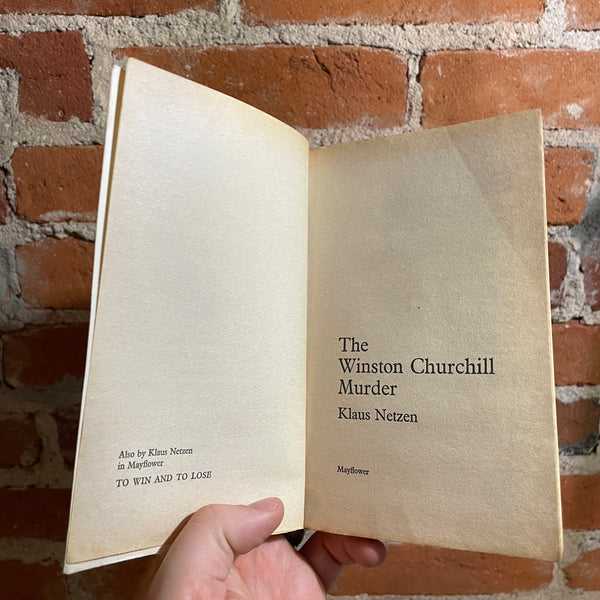 Also by Klaus Netzen
in Mayflower
TO WIN AND TO LOSE
The
Winston Churchill
Murder
Klaus Netzen
Mayflower